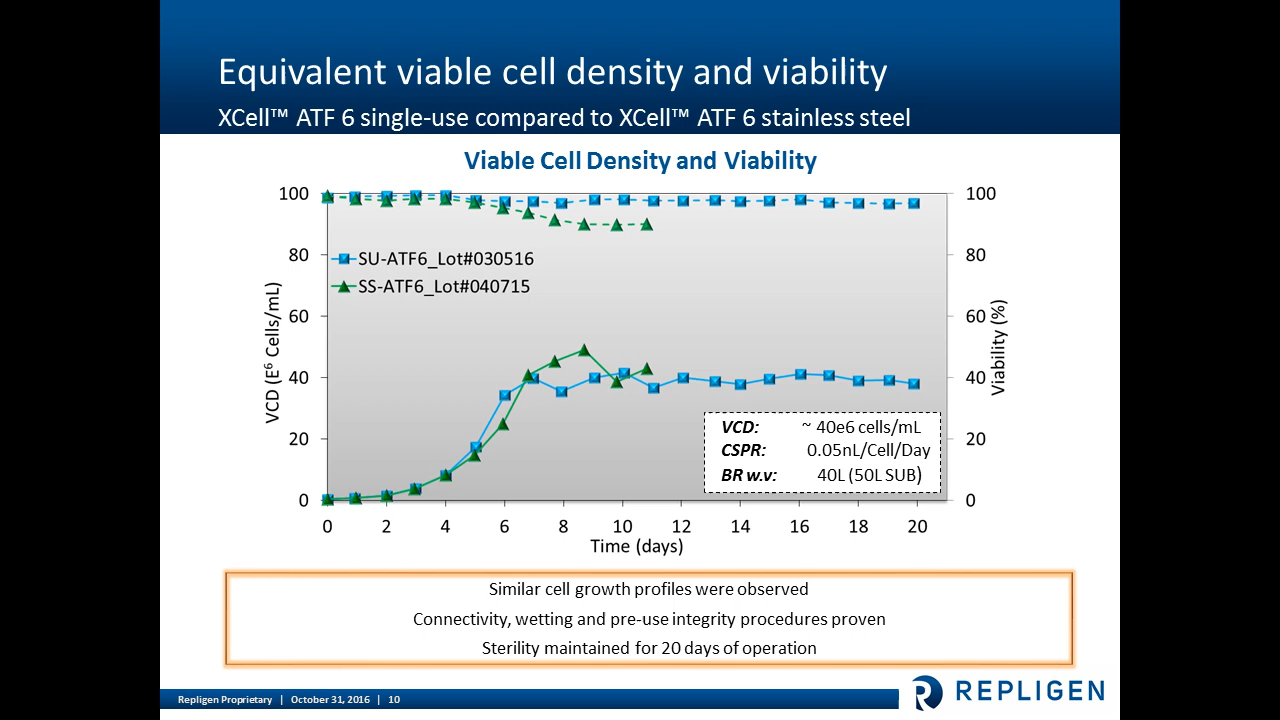 Equivalent viable cell density and viability
XCell™ ATF 6 single-use compared to XCell™ ATF 6 stainless steel
Viable Cell Density and Viability
100
80
60
40
20
0
VCD (E⁶ Cells/mL)
SU-ATF6_Lot#030516
SS-ATF6_Lot#040715
100
80
60
40
20
0
Viability (%)
VCD: ~ 40e6 cells/mL
CSPR: 0.05nL/Cell/Day
BR w.v: 40L (50L SUB)
0 2 4 6 8 10 12 14 16 18 20
Time (days)
Similar cell growth profiles were observed
Connectivity, wetting and pre-use integrity procedures proven
Sterility maintained for 20 days of operation
Repligen Proprietary | October 31, 2016 | 10
REPLIGEN